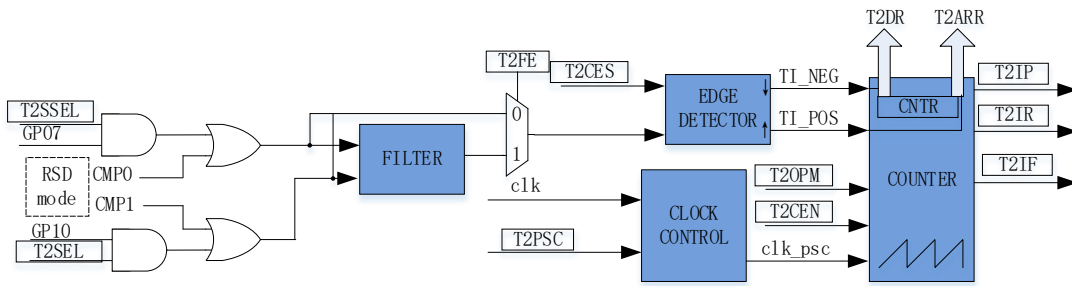 T2DR
T2ARR
T2FE
T2CES
TI_NEG
T2IP
T2SSEL
GP07
0
EDGE
DETECTOR
CNTR
TI_POS
T2IR
FILTER
1
RSD
mode
CMP0
CMP1
clk
T2OPM
COUNTER
T2IF
GP10
T2SEL
T2PSC
CLOCK
CONTROL
T2CEN
clk_psc